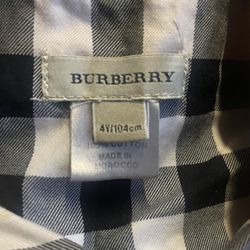 BURBERRY
4Y/104cm
100% COTTON
MADE IN
MOROCCO